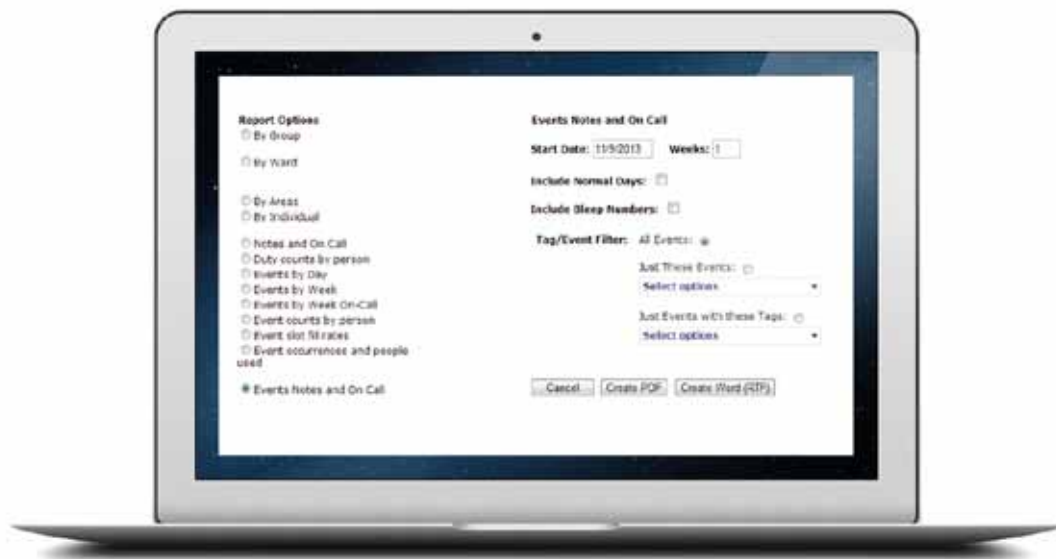 Report Options
By Group
By Ward
By Areas
By Individual
Notes and On Call
Duty counts by person
Events by Day
Events by Week
Events by Week On-Call
Event counts by person
Event slot fill rates
Event occurrences and people
used
Events Notes and On Call
Events Notes and On Call
Start Date: 11/9/2013 Weeks: 1
Include Normal Days:
Include Bleep Numbers:
Tag/Event Filter: All Events:
Just These Events:
Select options
Just Events with these Tags:
Select options
Cancel Create PDF Create Word (RTF)